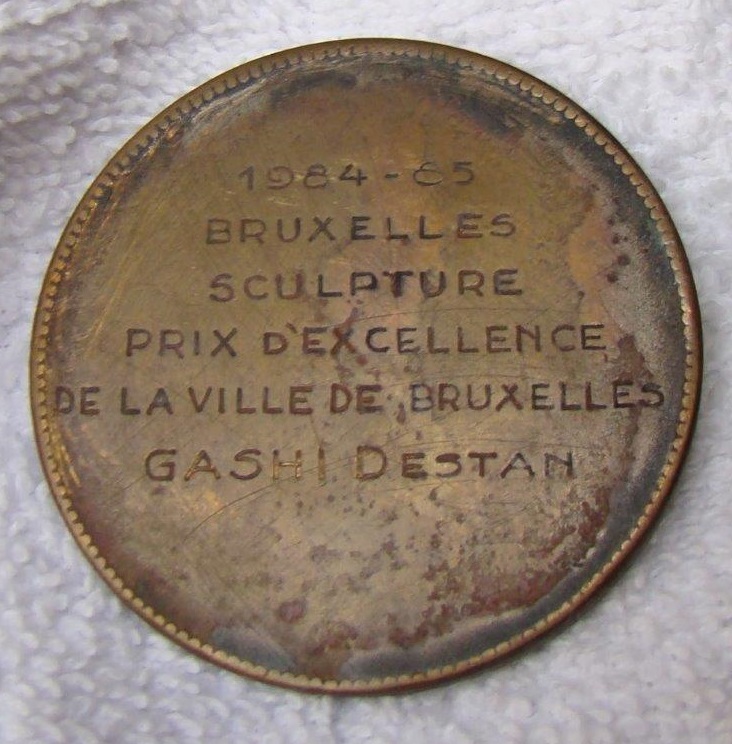 1984-85
BRUXELLES
SCULPTURE
PRIX D'EXCELLENCE
DE LA VILLE DE BRUXELLES
GASHI DESTAN